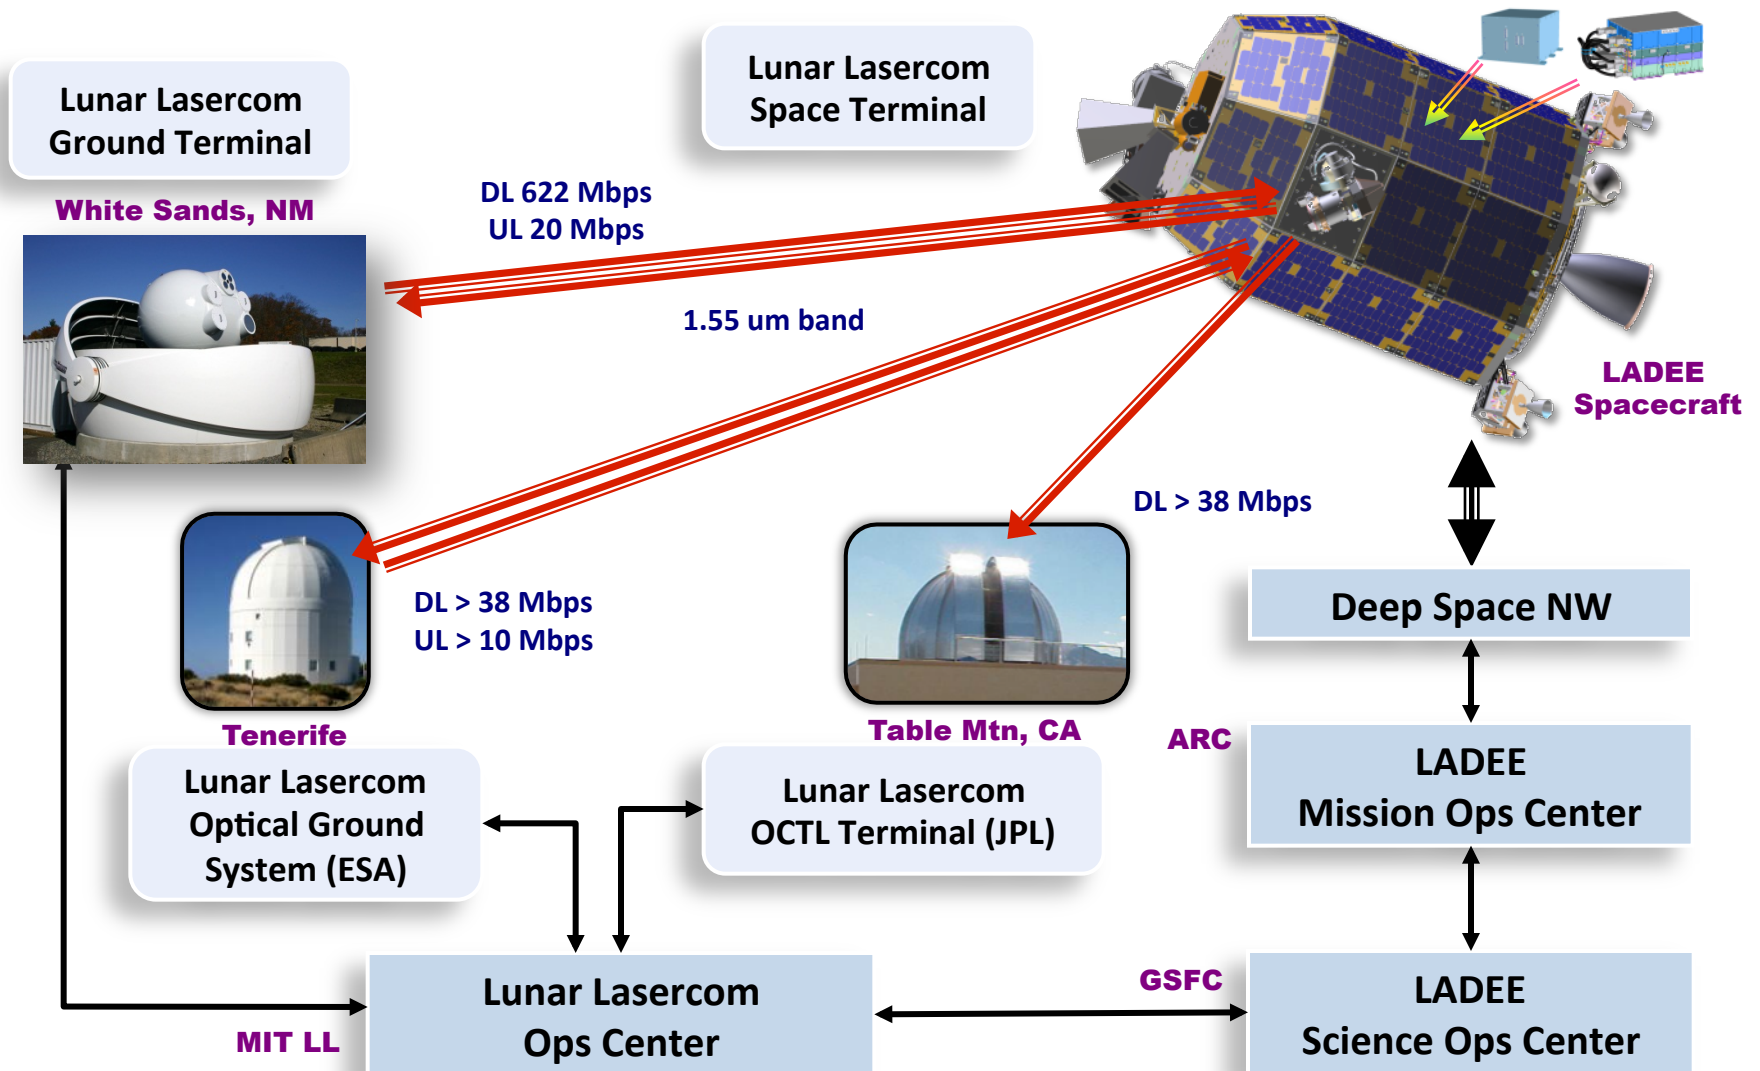 Lunar Lasercom
Ground Terminal
White Sands, NM
Lunar Lasercom
Space Terminal
DL 622 Mbps
UL 20 Mbps
1.55 um band
LADEE
Spacecraft
DL > 38 Mbps
DL > 38 Mbps
UL > 10 Mbps
Tenerife
Lunar Lasercom
Optical Ground
System (ESA)
Table Mtn, CA
Lunar Lasercom
OCTL Terminal (JPL)
Deep Space NW
ARC
LADEE
Mission Ops Center
MIT LL
Lunar Lasercom
Ops Center
GSFC
LADEE
Science Ops Center